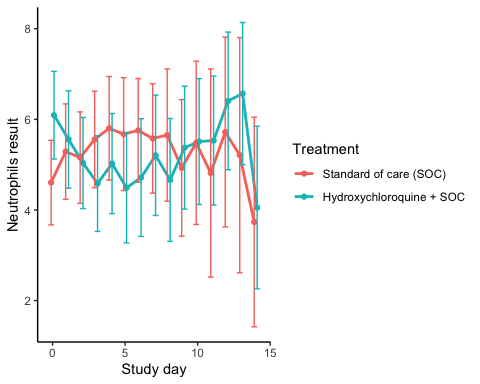 8
6
4
2
Neutrophils result
0 5 10 15
Study day
Treatment
Standard of care (SOC)
Hydroxychloroquine + SOC